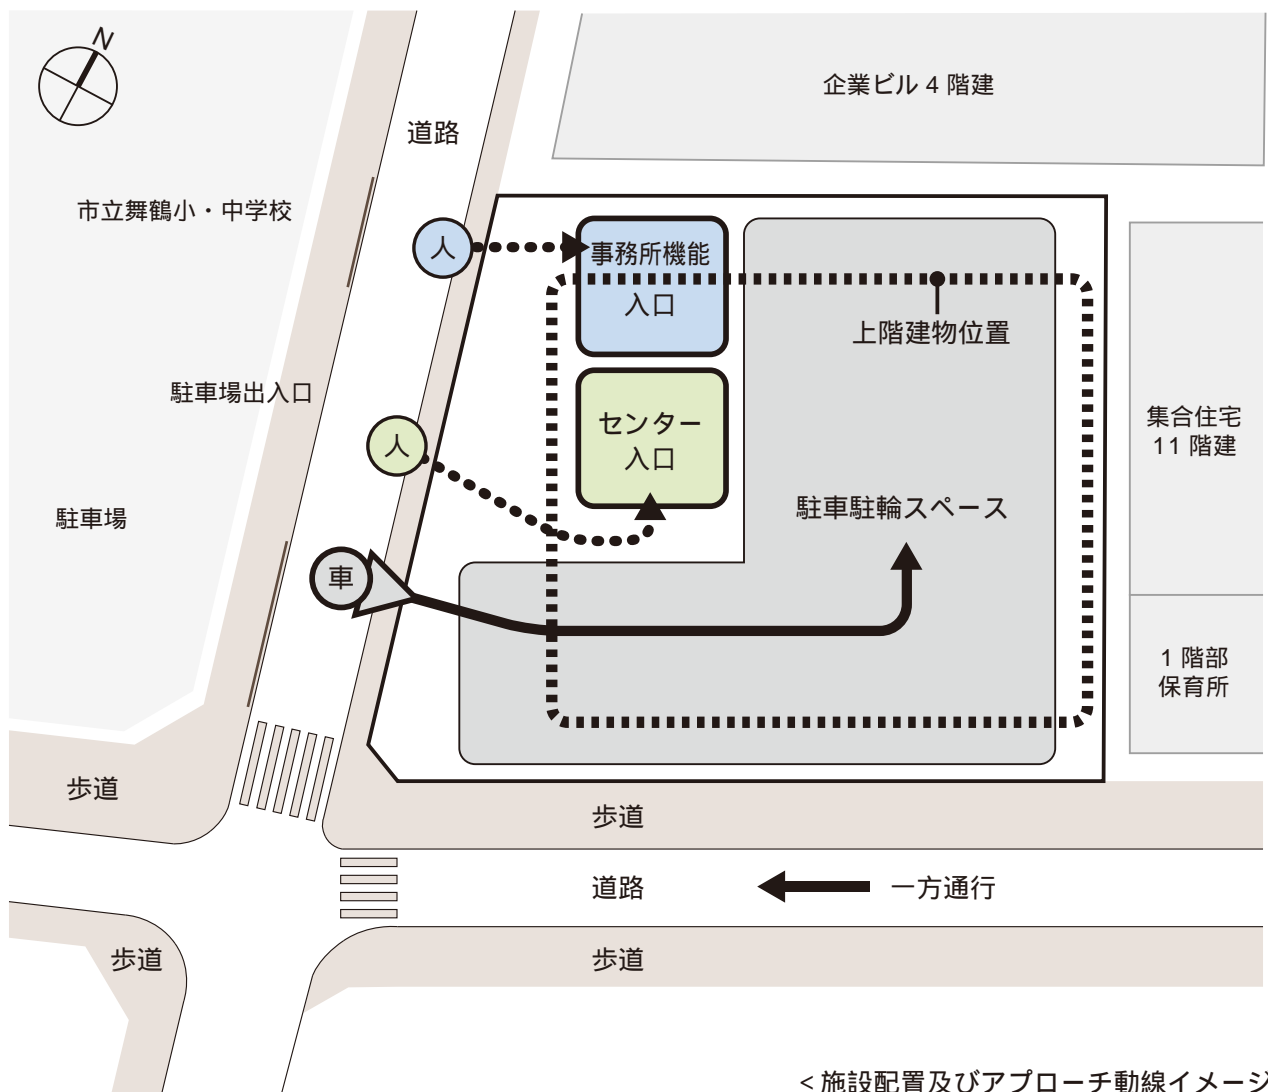 N
企業ビル 4 階建
道路
市立舞鶴小・中学校
人
事務所機能
入口
上階建物位置
駐車場出入口
人
センター
入口
集合住宅
11 階建
駐車場
駐車駐輪スペース
車
1 階部
保育所
歩道
歩道
道路
一方通行
歩道
歩道
<施設配置及びアプローチ動線イメージ